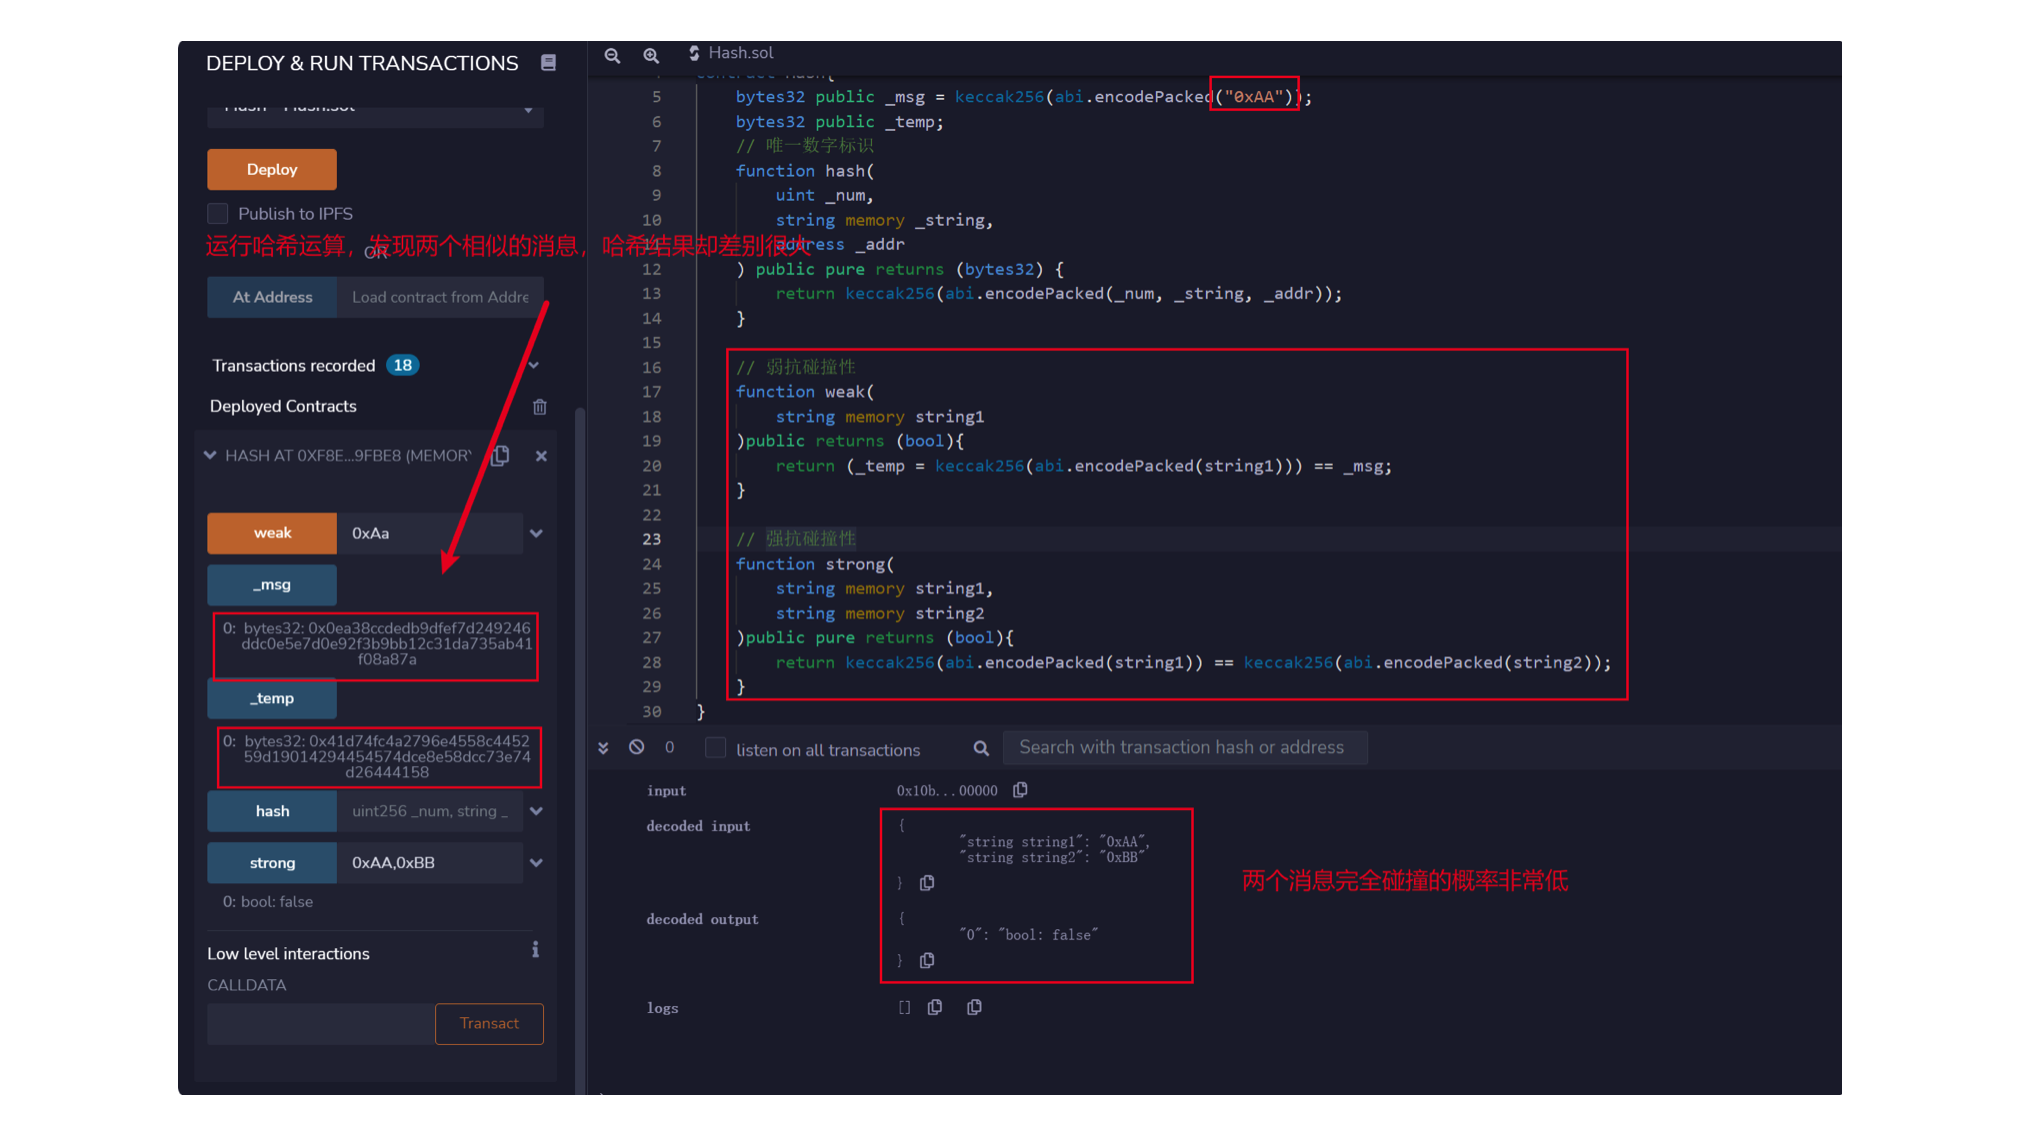 DEPLOY & RUN TRANSACTIONS
Hash - Hash.sol
Deploy
Publish to IPFS
运行哈希运算，发现两个相似的消息，哈希结果却差别很大
OR
At Address Load contract from Addre
Transactions recorded 18
Deployed Contracts
HASH AT 0XF8E...9FBE8 (MEMORY
weak 0xAa
_msg
0: bytes32: 0x0ea38ccdedb9dfef7d249246
ddc0e5e7d0e92f3b9bb12c31da735ab41
f08a87a
_temp
0: bytes32: 0x41d74fc4a2796e4558c4452
59d19014294454574dce8e58dcc73e74
d26444158
hash uint256 _num, string _
strong 0xAA,0xBB
0: bool: false
Low level interactions
CALLDATA
Transact
Hash.sol
contract Hash{
5 bytes32 public _msg = keccak256(abi.encodePacked("0xAA"));
6 bytes32 public _temp;
7 // 唯一数字标识
8 function hash(
9 uint _num,
10 string memory _string,
11 address _addr
12 ) public pure returns (bytes32) {
13 return keccak256(abi.encodePacked(_num, _string, _addr));
14 }
15
16 // 弱抗碰撞性
17 function weak(
18 string memory string1
19 )public returns (bool){
20 return (_temp = keccak256(abi.encodePacked(string1))) == _msg;
21 }
22
23 // 强抗碰撞性
24 function strong(
25 string memory string1,
26 string memory string2
27 )public pure returns (bool){
28 return keccak256(abi.encodePacked(string1)) == keccak256(abi.encodePacked(string2));
29 }
30 }
0 listen on all transactions Search with transaction hash or address
input 0x10b...00000
decoded input {
"string string1": "0xAA",
"string string2": "0xBB"
}
两个消息完全碰撞的概率非常低
decoded output {
"0": "bool: false"
}
logs []